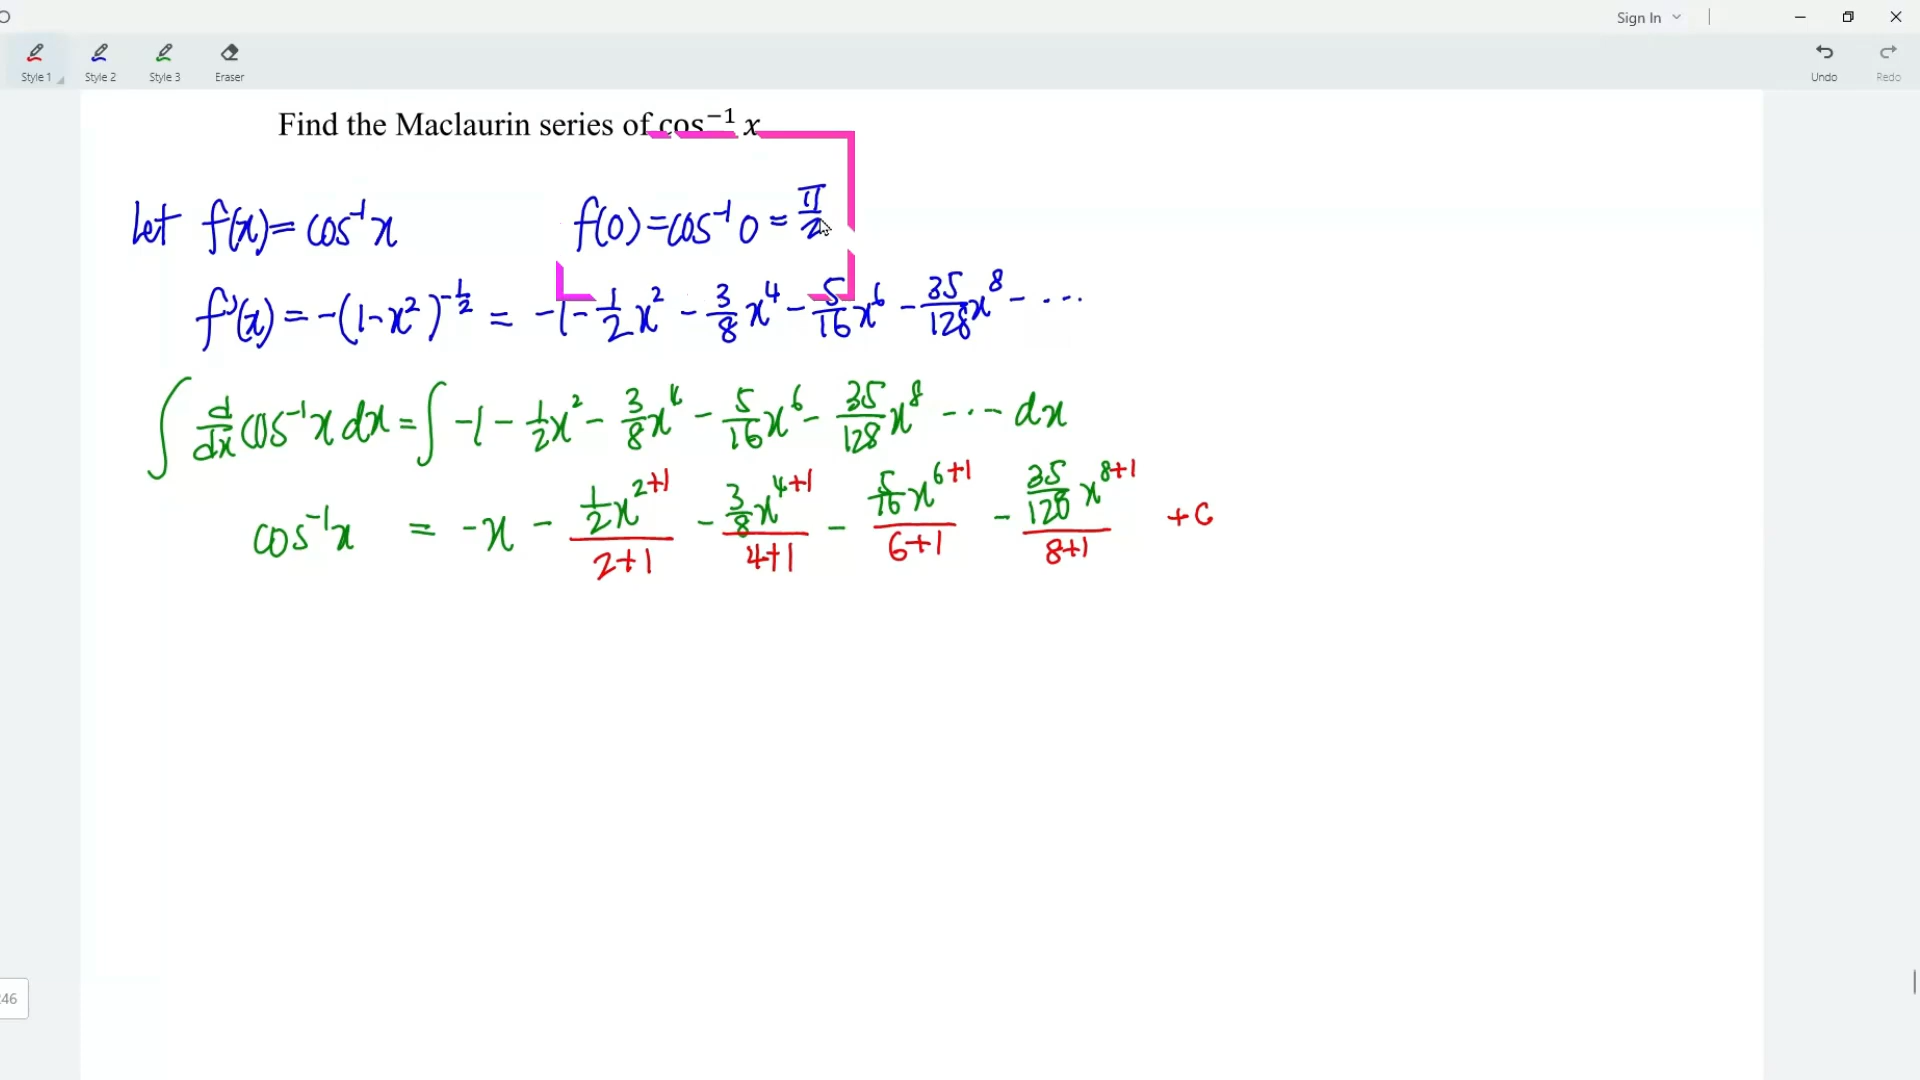 Sign In
Style 1 Style 2 Style 3 Eraser Undo Redo
Find the Maclaurin series of cos⁻¹ x
Let f(x) = cos⁻¹x f(0) = cos⁻¹0 = π/2
f'(x) = -(1-x²)^(-1/2) = -1 - 1/2 x² - 3/8 x⁴ - 5/16 x⁶ - 35/128 x⁸ - ...
∫ d/dx cos⁻¹x dx = ∫ -1 - 1/2 x² - 3/8 x⁴ - 5/16 x⁶ - 35/128 x⁸ - ... dx
cos⁻¹x = -x - (1/2 x^(2+1))/(2+1) - (3/8 x^(4+1))/(4+1) - (5/16 x^(6+1))/(6+1) - (35/128 x^(8+1))/(8+1) + C